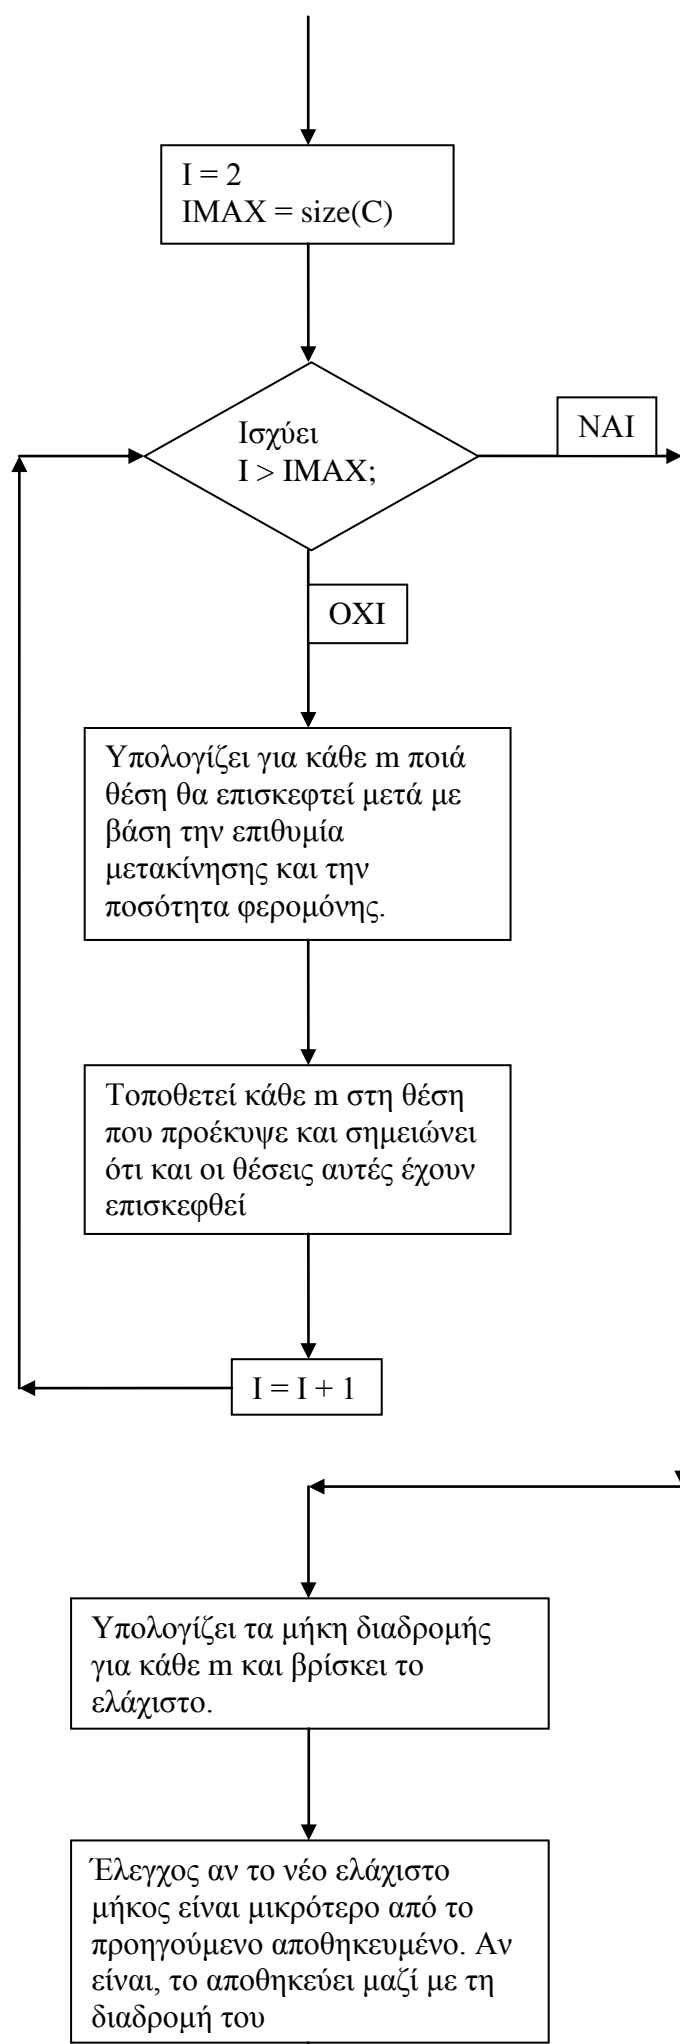 I = 2
IMAX = size(C)
Ισχύει
I > IMAX;
ΝΑΙ
ΟΧΙ
Υπολογίζει για κάθε m ποιά
θέση θα επισκεφτεί μετά με
βάση την επιθυμία
μετακίνησης και την
ποσότητα φερομόνης.
Τοποθετεί κάθε m στη θέση
που προέκυψε και σημειώνει
ότι και οι θέσεις αυτές έχουν
επισκεφθεί
I = I + 1
Υπολογίζει τα μήκη διαδρομής
για κάθε m και βρίσκει το
ελάχιστο.
Έλεγχος αν το νέο ελάχιστο
μήκος είναι μικρότερο από το
προηγούμενο αποθηκευμένο. Αν
είναι, το αποθηκεύει μαζί με τη
διαδρομή του